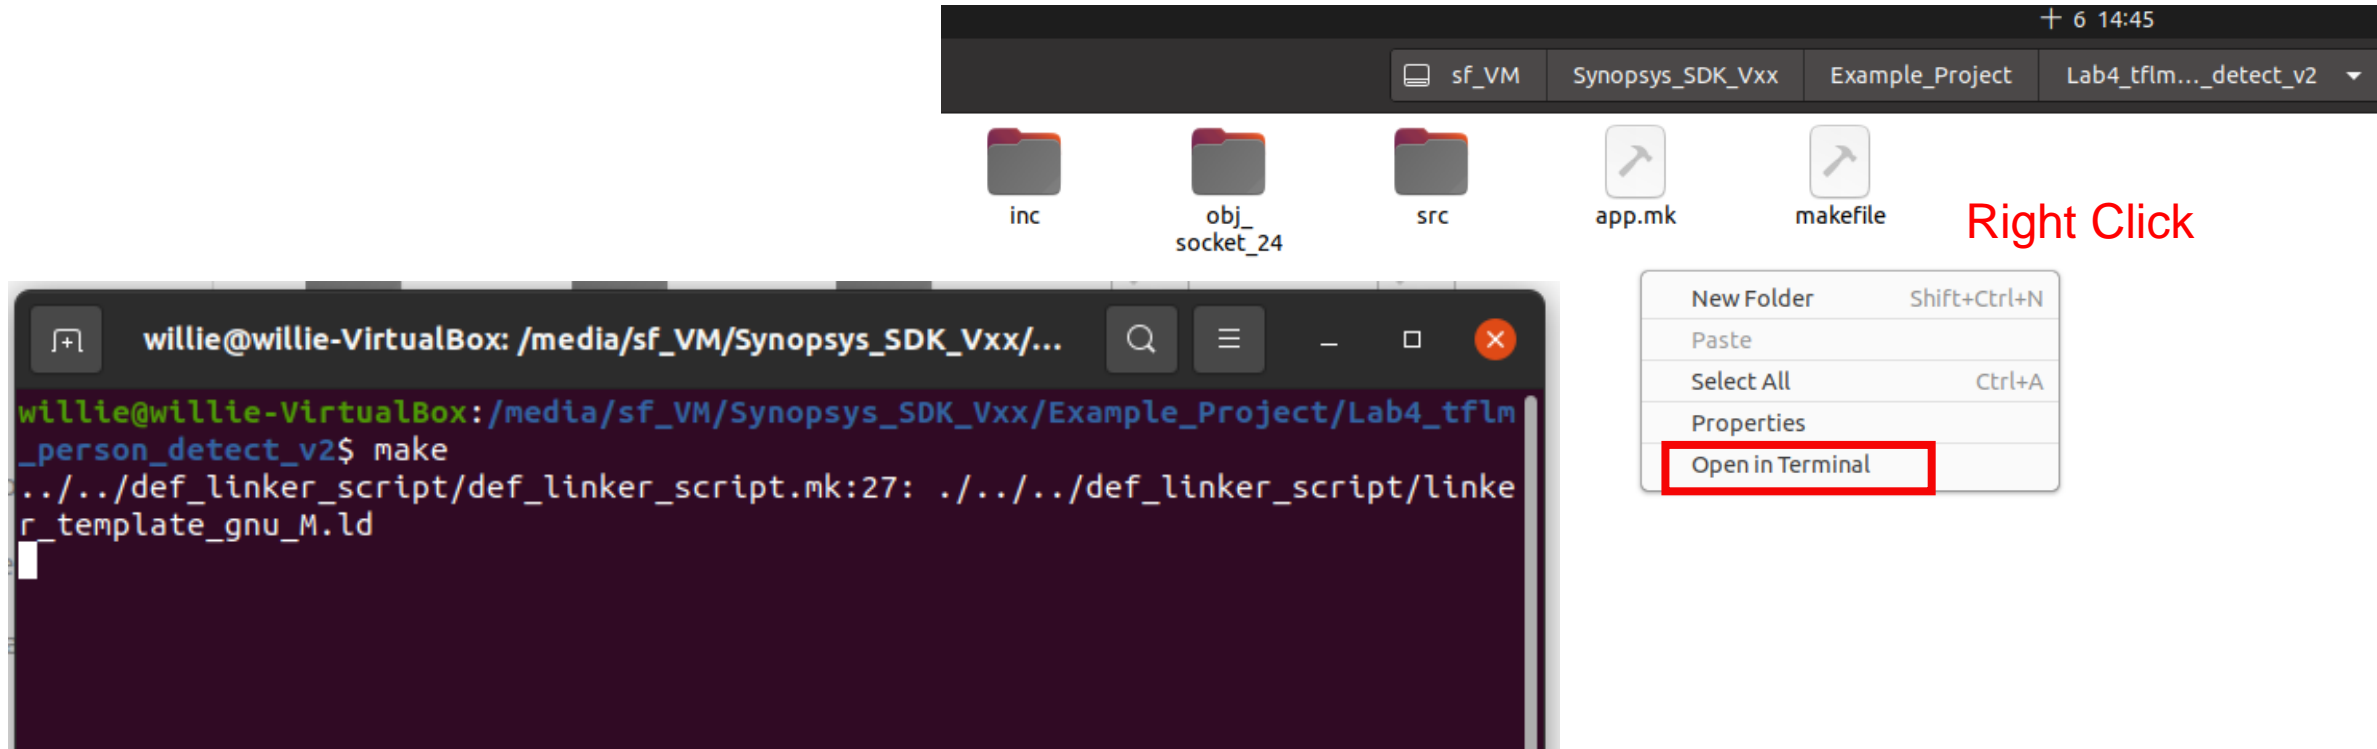 十 6 14:45
sf_VM Synopsys_SDK_Vxx Example_Project Lab4_tflm…_detect_v2
inc
obj_
socket_24
src
app.mk
makefile
Right Click
New Folder Shift+Ctrl+N
Paste
Select All Ctrl+A
Properties
Open in Terminal
willie@willie-VirtualBox: /media/sf_VM/Synopsys_SDK_Vxx/…
willie@willie-VirtualBox:/media/sf_VM/Synopsys_SDK_Vxx/Example_Project/Lab4_tflm
_person_detect_v2$ make
../../def_linker_script/def_linker_script.mk:27: ./../../def_linker_script/linke
r_template_gnu_M.ld